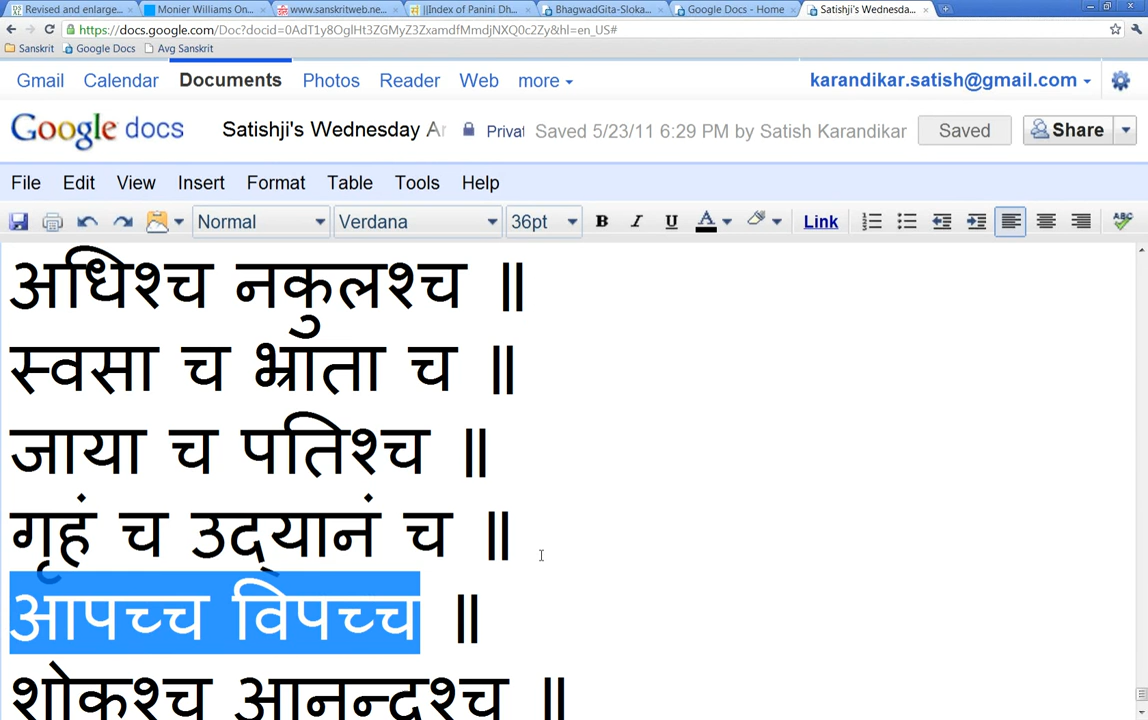 Revised and enlarge... Monier Williams On... www.sanskritweb.ne... ||Index of Panini Dh... BhagwadGita-Sloka... Google Docs - Home Satishji's Wednesda...
https://docs.google.com/Doc?docid=0AdT1y8OglHt3ZGMyZ3ZxamdfMmdjNXQ0c2Zy&hl=en_US#
Sanskrit Google Docs Avg Sanskrit
Gmail Calendar Documents Photos Reader Web more karandikar.satish@gmail.com
Google docs Satishji's Wednesday Privat Saved 5/23/11 6:29 PM by Satish Karandikar Saved Share
File Edit View Insert Format Table Tools Help
Normal Verdana 36pt B I U A Link ABC
अधिश्च नकुलश्च ॥
स्वसा च भ्राता च ॥
जाया च पतिश्च ॥
गृहं च उद्यानं च ॥
आपच्च विपच्च ॥
शोकश्च आनन्दश्च ॥